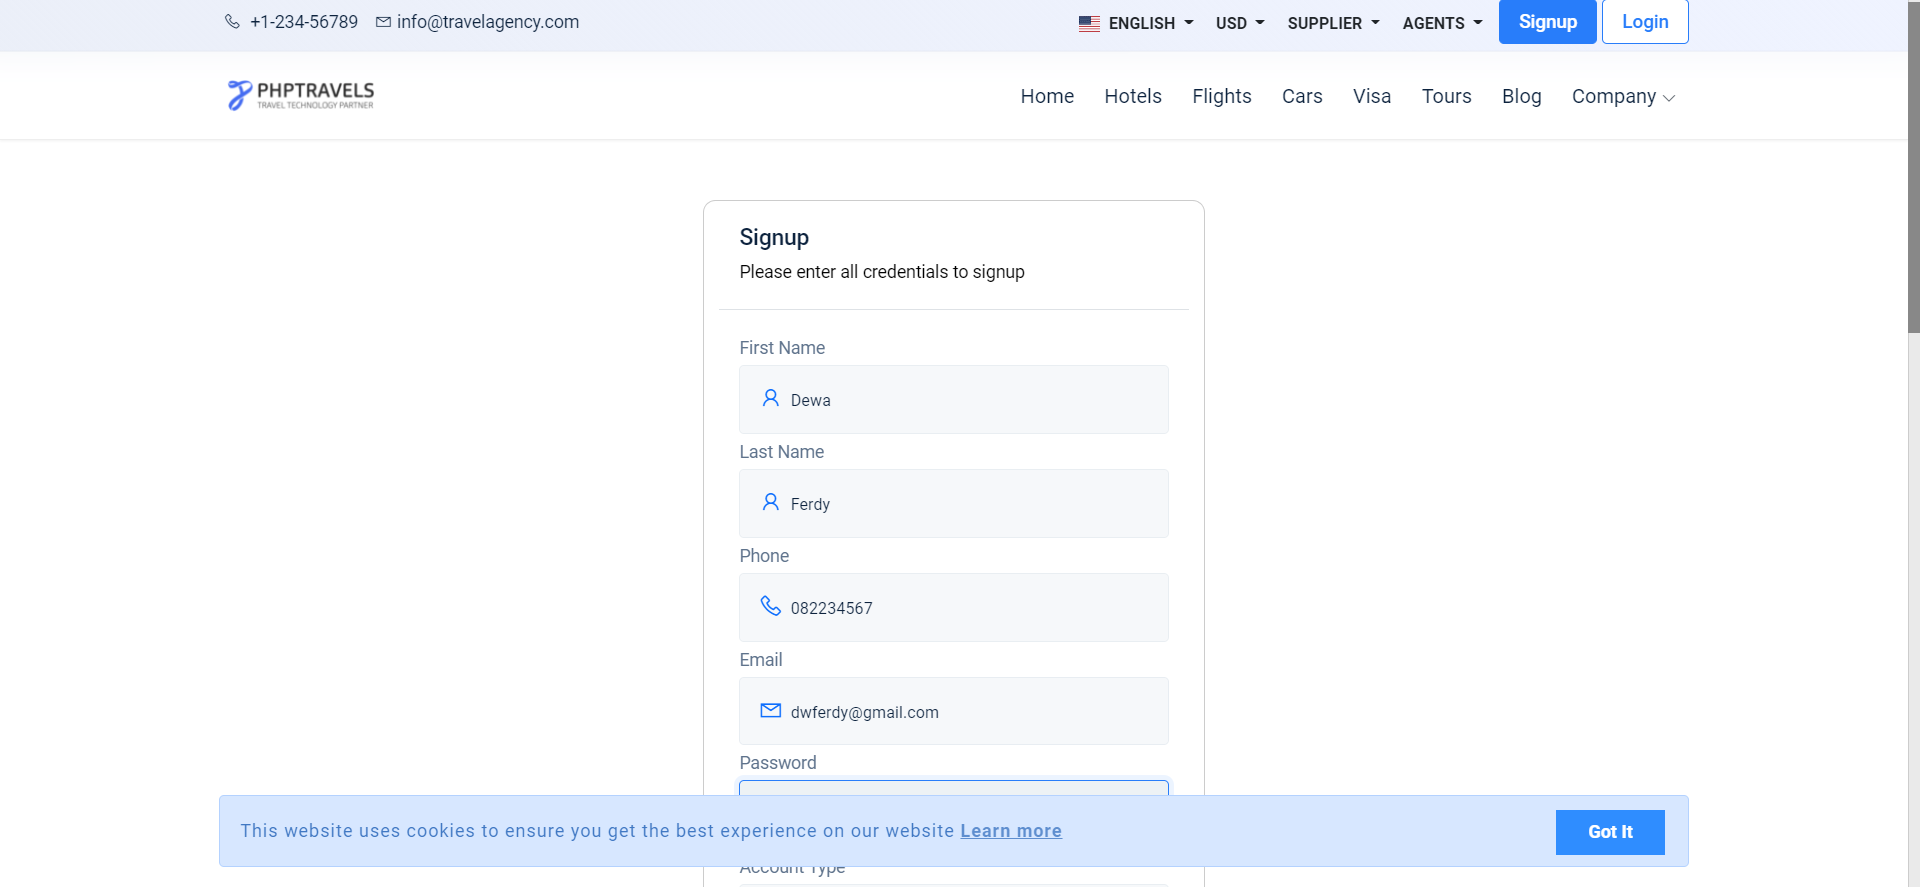 +1-234-56789 info@travelagency.com ENGLISH USD SUPPLIER AGENTS Signup Login
PHPTRAVELS
TRAVEL TECHNOLOGY PARTNER
Home Hotels Flights Cars Visa Tours Blog Company
Signup
Please enter all credentials to signup
First Name
Dewa
Last Name
Ferdy
Phone
082234567
Email
dwferdy@gmail.com
Password
This website uses cookies to ensure you get the best experience on our website Learn more Got It
Account Type